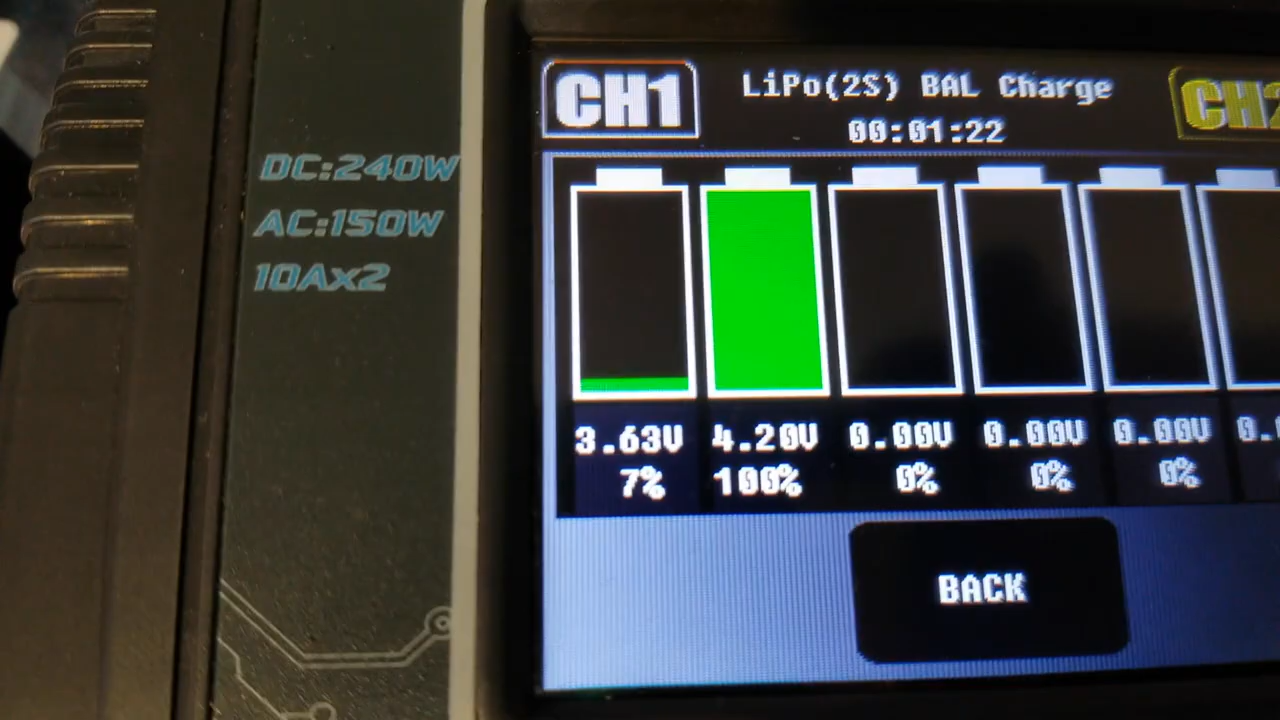 DC:240W
AC:150W
10Ax2
CH1
LiPo(2S) BAL Charge
00:01:22
3.63V 4.20V 0.00V 0.00V 0.00V
7% 100% 0% 0% 0%
BACK